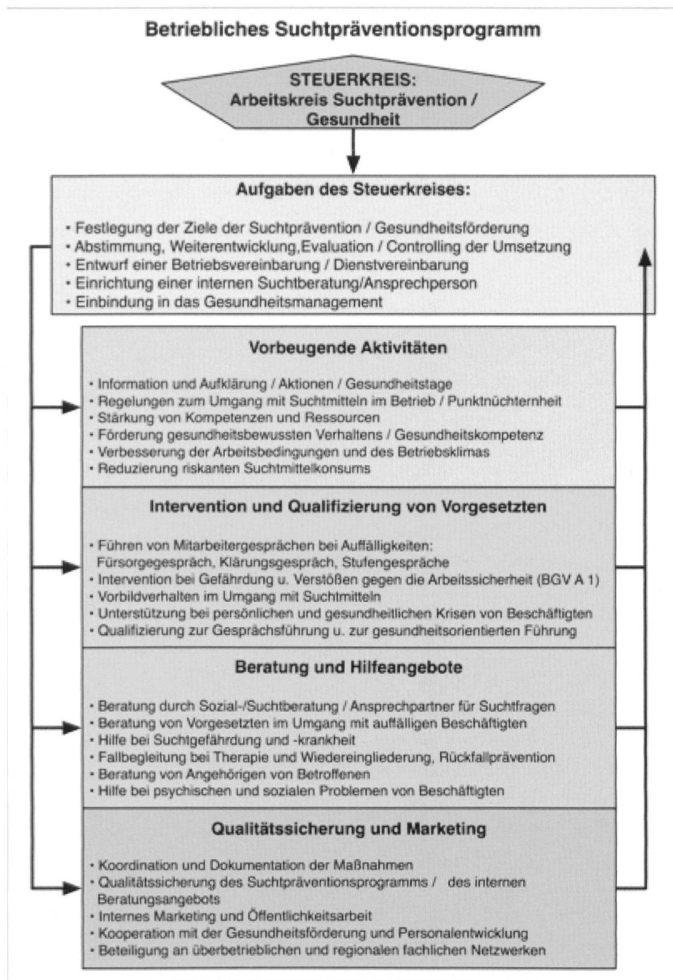 Betriebliches Suchtpräventionsprogramm
STEUERKREIS:
Arbeitskreis Suchtprävention /
Gesundheit
Aufgaben des Steuerkreises:
• Festlegung der Ziele der Suchtprävention / Gesundheitsförderung
• Abstimmung, Weiterentwicklung,Evaluation / Controlling der Umsetzung
• Entwurf einer Betriebsvereinbarung / Dienstvereinbarung
• Einrichtung einer internen Suchtberatung/Ansprechperson
• Einbindung in das Gesundheitsmanagement
Vorbeugende Aktivitäten
• Information und Aufklärung / Aktionen / Gesundheitstage
• Regelungen zum Umgang mit Suchtmitteln im Betrieb / Punktnüchternheit
• Stärkung von Kompetenzen und Ressourcen
• Förderung gesundheitsbewussten Verhaltens / Gesundheitskompetenz
• Verbesserung der Arbeitsbedingungen und des Betriebsklimas
• Reduzierung riskanten Suchtmittelkonsums
Intervention und Qualifizierung von Vorgesetzten
• Führen von Mitarbeitergesprächen bei Auffälligkeiten:
Fürsorgegespräch, Klärungsgespräch, Stufengespräche
• Intervention bei Gefährdung u. Verstößen gegen die Arbeitssicherheit (BGV A 1)
• Vorbildverhalten im Umgang mit Suchtmitteln
• Unterstützung bei persönlichen und gesundheitlichen Krisen von Beschäftigten
• Qualifizierung zur Gesprächsführung u. zur gesundheitsorientierten Führung
Beratung und Hilfeangebote
• Beratung durch Sozial-/Suchtberatung / Ansprechpartner für Suchtfragen
• Beratung von Vorgesetzten im Umgang mit auffälligen Beschäftigten
• Hilfe bei Suchtgefährdung und -krankheit
• Fallbegleitung bei Therapie und Wiedereingliederung, Rückfallprävention
• Beratung von Angehörigen von Betroffenen
• Hilfe bei psychischen und sozialen Problemen von Beschäftigten
Qualitätssicherung und Marketing
• Koordination und Dokumentation der Maßnahmen
• Qualitätssicherung des Suchtpräventionsprogramms / des internen
Beratungsangebots
• Internes Marketing und Öffentlichkeitsarbeit
• Kooperation mit der Gesundheitsförderung und Personalentwicklung
• Beteiligung an überbetrieblichen und regionalen fachlichen Netzwerken